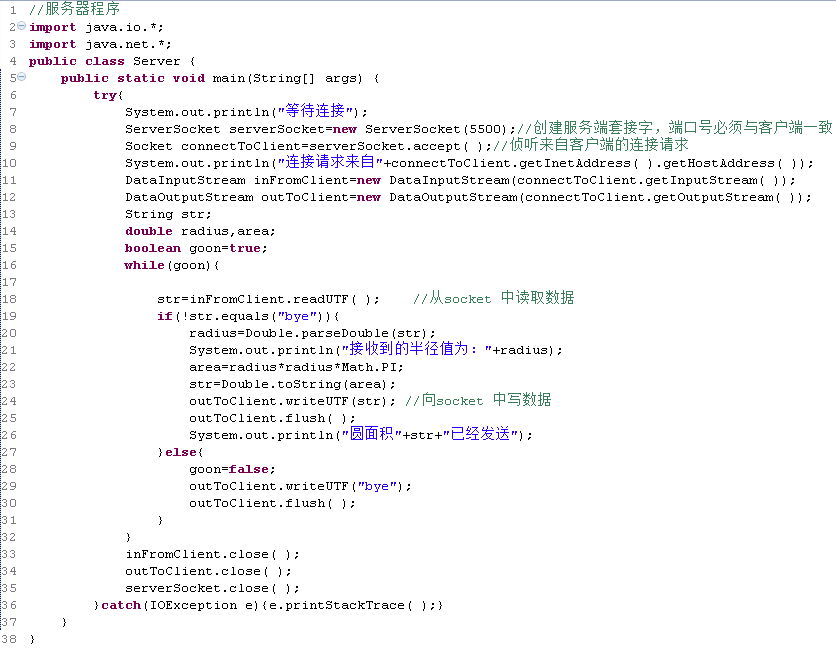 1 //服务器程序
2 import java.io.*;
3 import java.net.*;
4 public class Server {
5     public static void main(String[] args) {
6         try{
7             System.out.println("等待连接");
8             ServerSocket serverSocket=new ServerSocket(5500);//创建服务端套接字，端口号必须与客户端一致
9             Socket connectToClient=serverSocket.accept( );//侦听来自客户端的连接请求
10             System.out.println("连接请求来自"+connectToClient.getInetAddress( ).getHostAddress( ));
11             DataInputStream inFromClient=new DataInputStream(connectToClient.getInputStream( ));
12             DataOutputStream outToClient=new DataOutputStream(connectToClient.getOutputStream( ));
13             String str;
14             double radius,area;
15             boolean goon=true;
16             while(goon){
17
18                 str=inFromClient.readUTF( );    //从socket 中读取数据
19                 if(!str.equals("bye")){
20                     radius=Double.parseDouble(str);
21                     System.out.println("接收到的半径值为："+radius);
22                     area=radius*radius*Math.PI;
23                     str=Double.toString(area);
24                     outToClient.writeUTF(str); //向socket 中写数据
25                     outToClient.flush( );
26                     System.out.println("圆面积"+str+"已经发送");
27                 }else{
28                     goon=false;
29                     outToClient.writeUTF("bye");
30                     outToClient.flush( );
31                 }
32             }
33             inFromClient.close( );
34             outToClient.close( );
35             serverSocket.close( );
36         }catch(IOException e){e.printStackTrace( );}
37     }
38 }